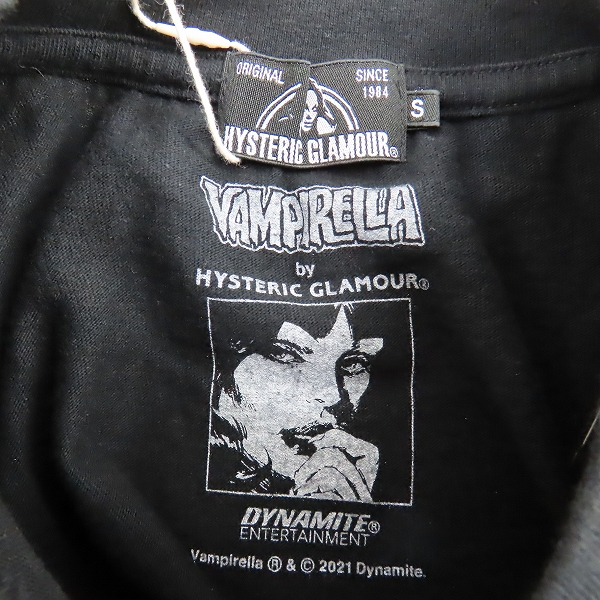 ORIGINAL SINCE
1984
HYSTERIC GLAMOUR®
S
VAMPIRELLA
by
HYSTERIC GLAMOUR®
DYNAMITE®
ENTERTAINMENT
Vampirella ® & © 2021 Dynamite.